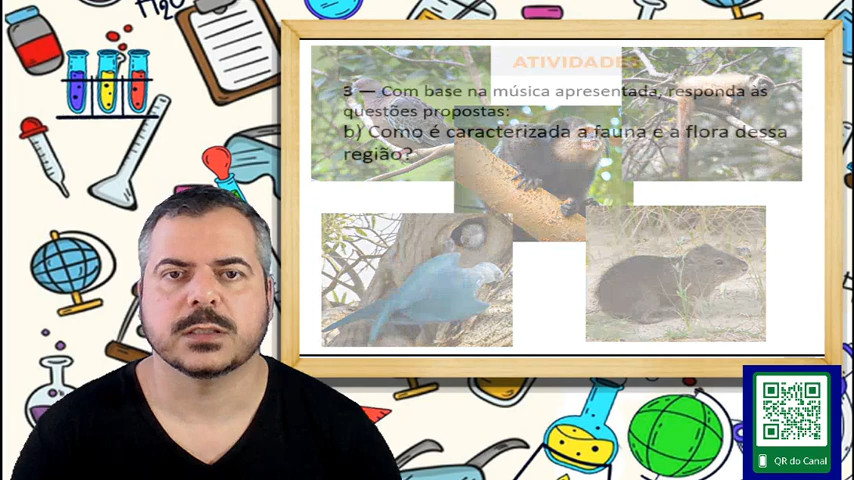 H2O
ATIVIDADES
3 — Com base na música apresentada, responda as
questões propostas:
b) Como é caracterizada a fauna e a flora dessa
região?
QR do Canal